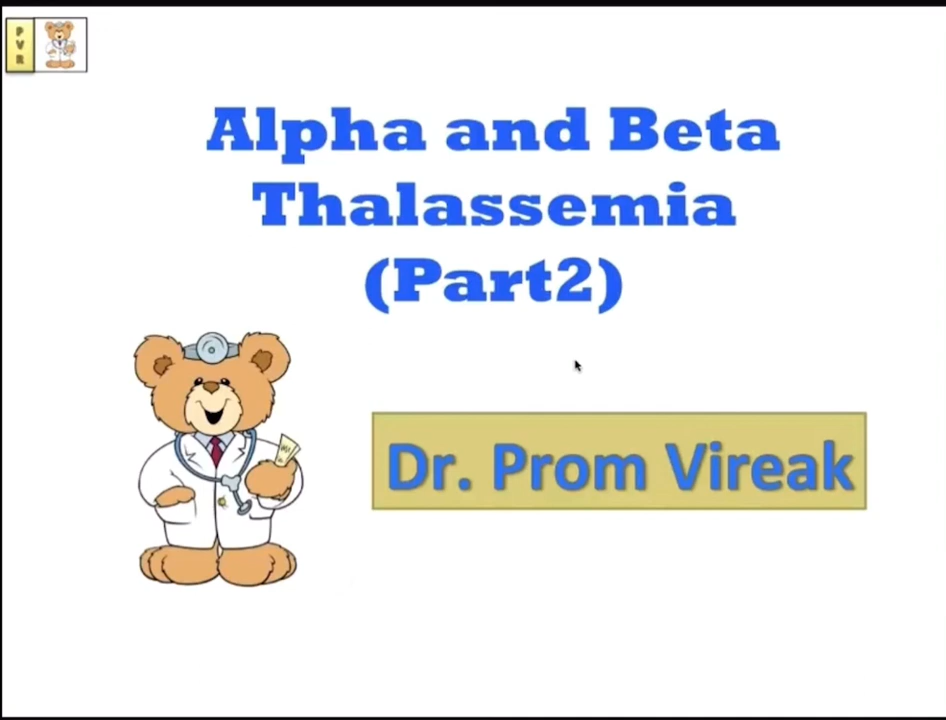 P
V
R
Alpha and Beta
Thalassemia
(Part2)
Dr. Prom Vireak